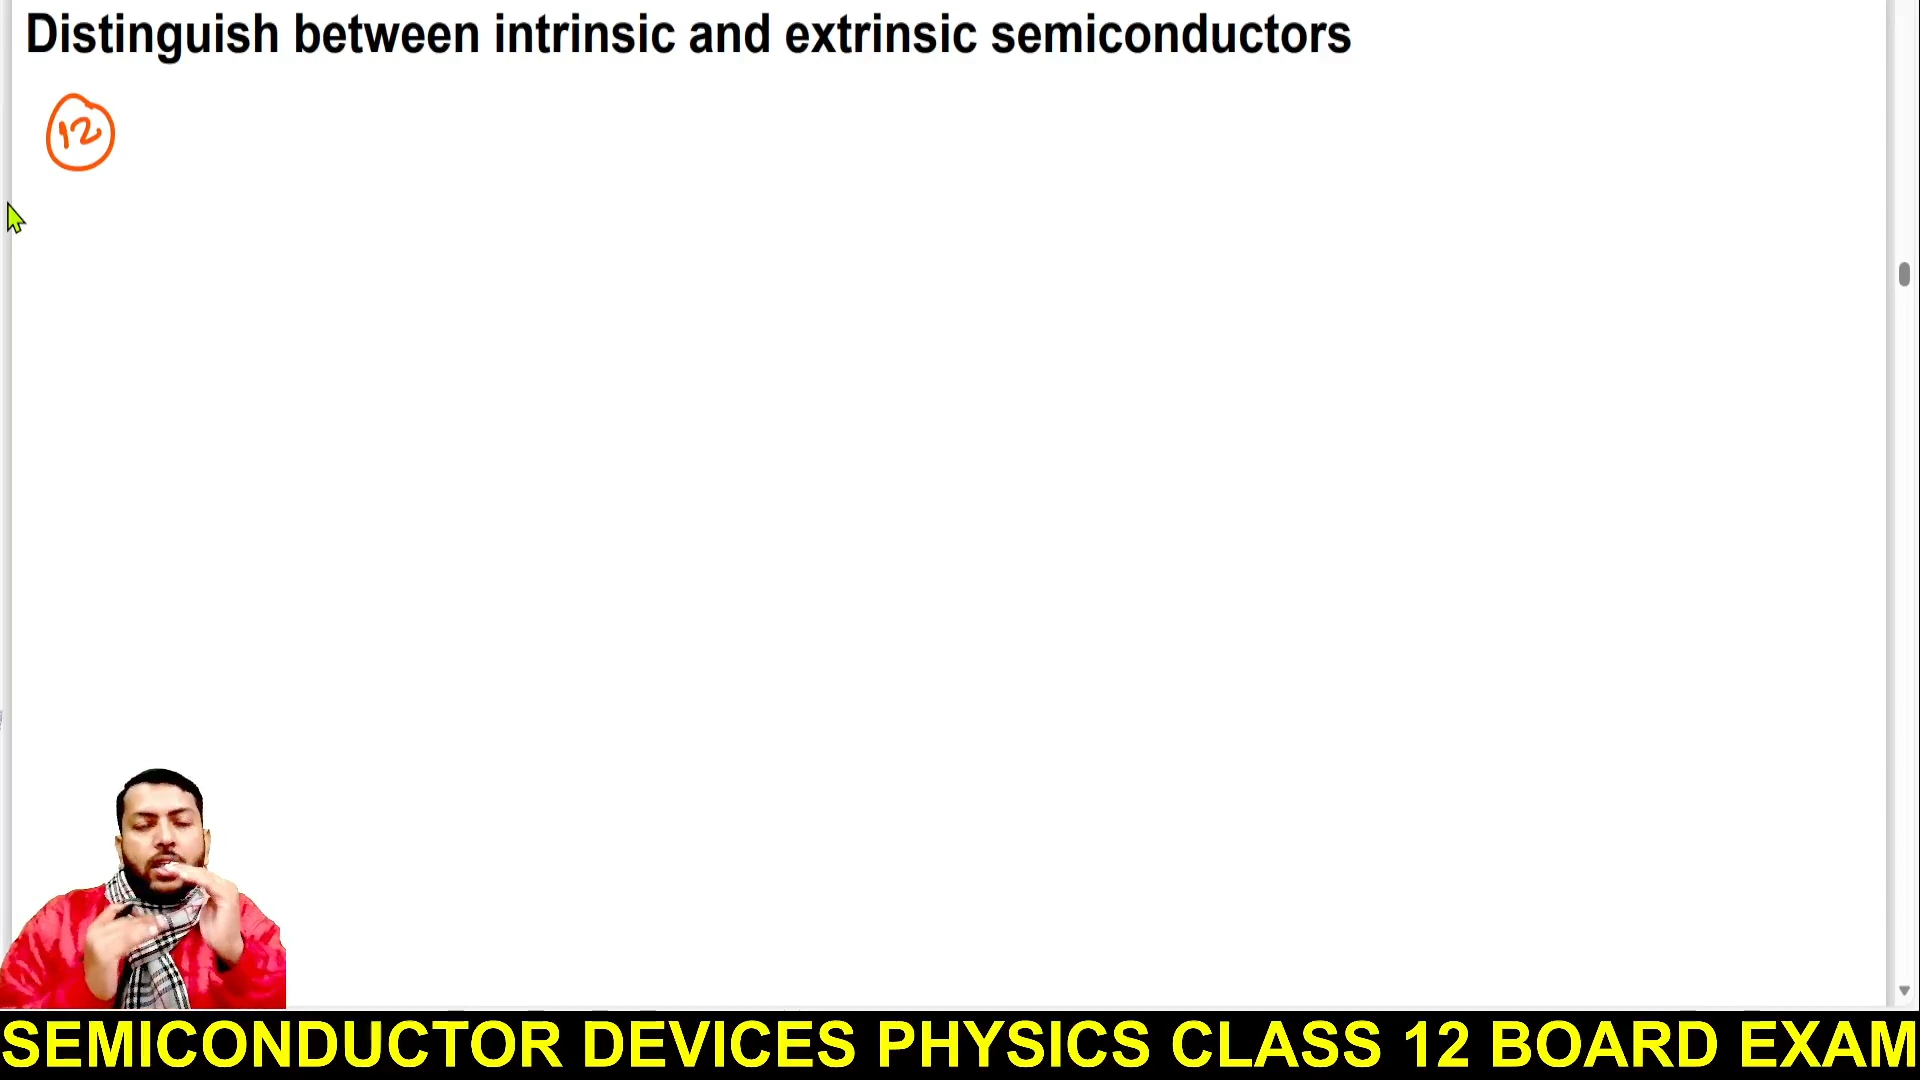 Distinguish between intrinsic and extrinsic semiconductors
12
SEMICONDUCTOR DEVICES PHYSICS CLASS 12 BOARD EXAM